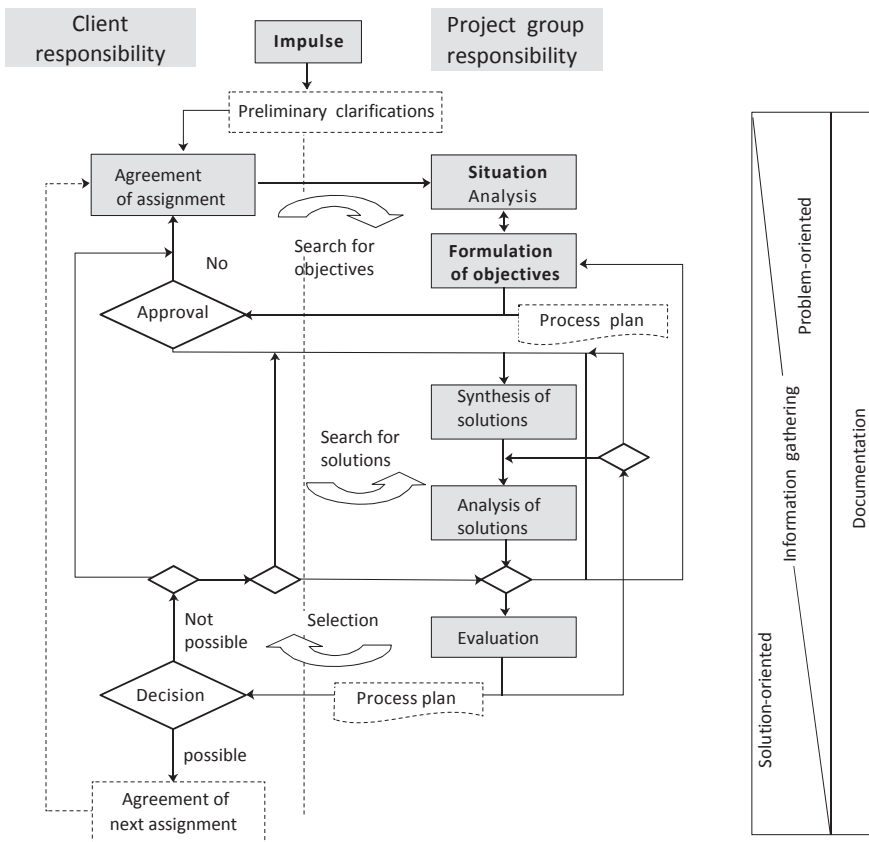 Client
responsibility
Impulse
Project group
responsibility
Preliminary clarifications
Agreement
of assignment
Situation
Analysis
Search for
objectives
Formulation
of objectives
No
Approval
Process plan
Synthesis of
solutions
Search for
solutions
Analysis of
solutions
Not
possible
Selection
Evaluation
Decision
Process plan
possible
Agreement of
next assignment
Problem-oriented
Information gathering
Solution-oriented
Documentation